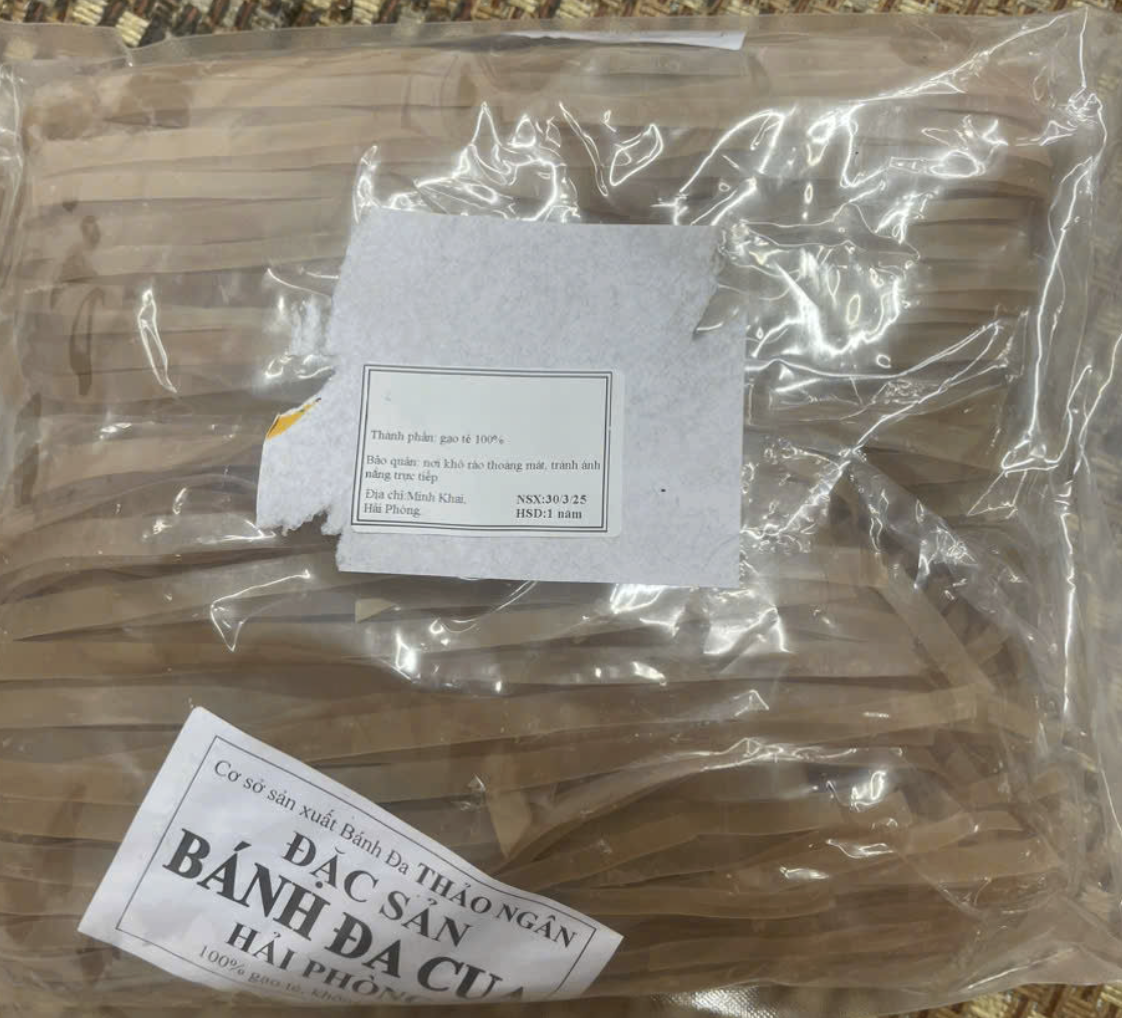 Thành phần: gạo tẻ 100%
Bảo quản: nơi khô ráo thoáng mát, tránh ánh
nắng trực tiếp
Địa chỉ:Minh Khai,
Hải Phòng.
NSX:30/3/25
HSD:1 năm
Cơ sở sản xuất Bánh Đa THẢO NGÂN
ĐẶC SẢN
BÁNH ĐA CUA
HẢI PHÒNG
100% gạo tẻ, không